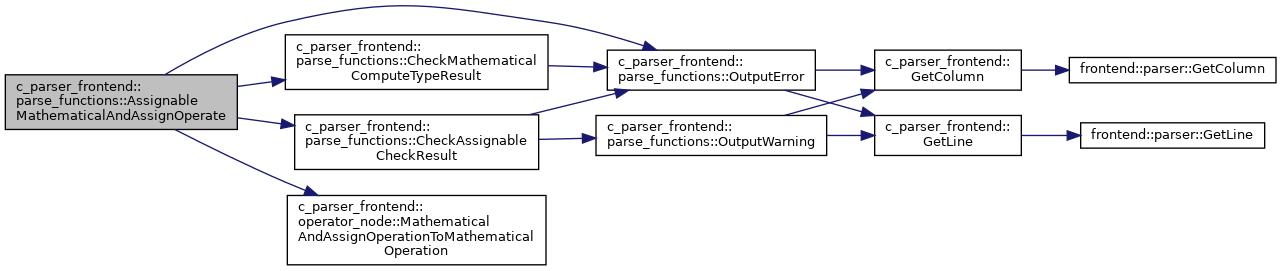 c_parser_frontend::
parse_functions::Assignable
MathematicalAndAssignOperate
c_parser_frontend::
parse_functions::CheckMathematical
ComputeTypeResult
c_parser_frontend::
parse_functions::CheckAssignable
CheckResult
c_parser_frontend::
operator_node::Mathematical
AndAssignOperationToMathematical
Operation
c_parser_frontend::
parse_functions::OutputError
c_parser_frontend::
parse_functions::OutputWarning
c_parser_frontend::
GetColumn
c_parser_frontend::
GetLine
frontend::parser::GetColumn
frontend::parser::GetLine